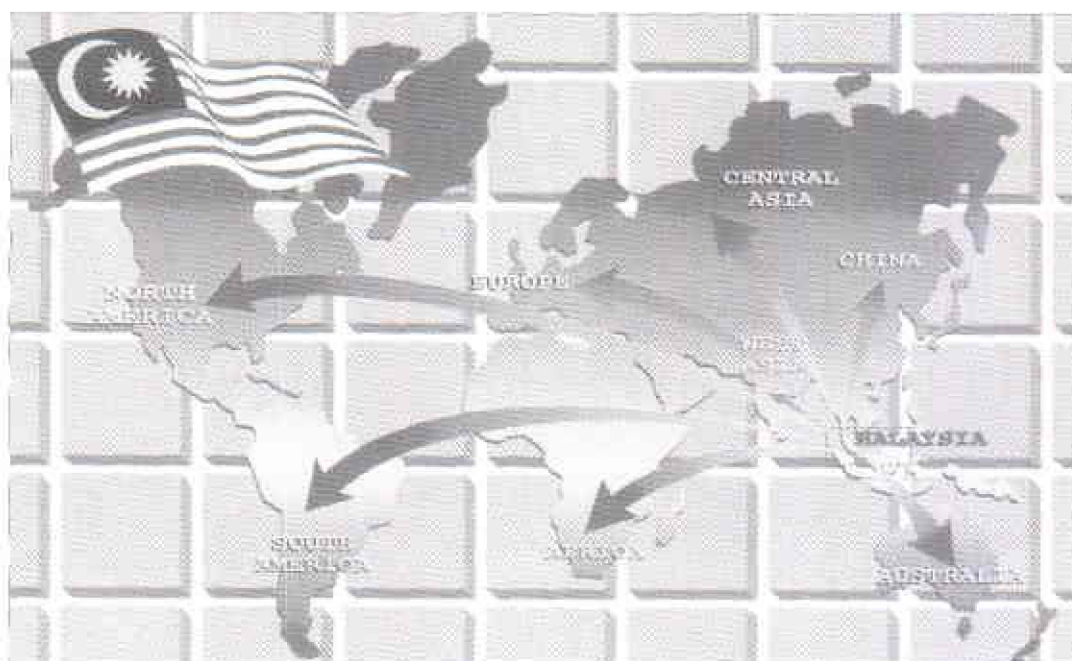 CENTRAL
ASIA
CHINA
EUROPE
NORTH
AMERICA
MALAYSIA
SOUTH
AMERICA
AFRICA
AUSTRALIA